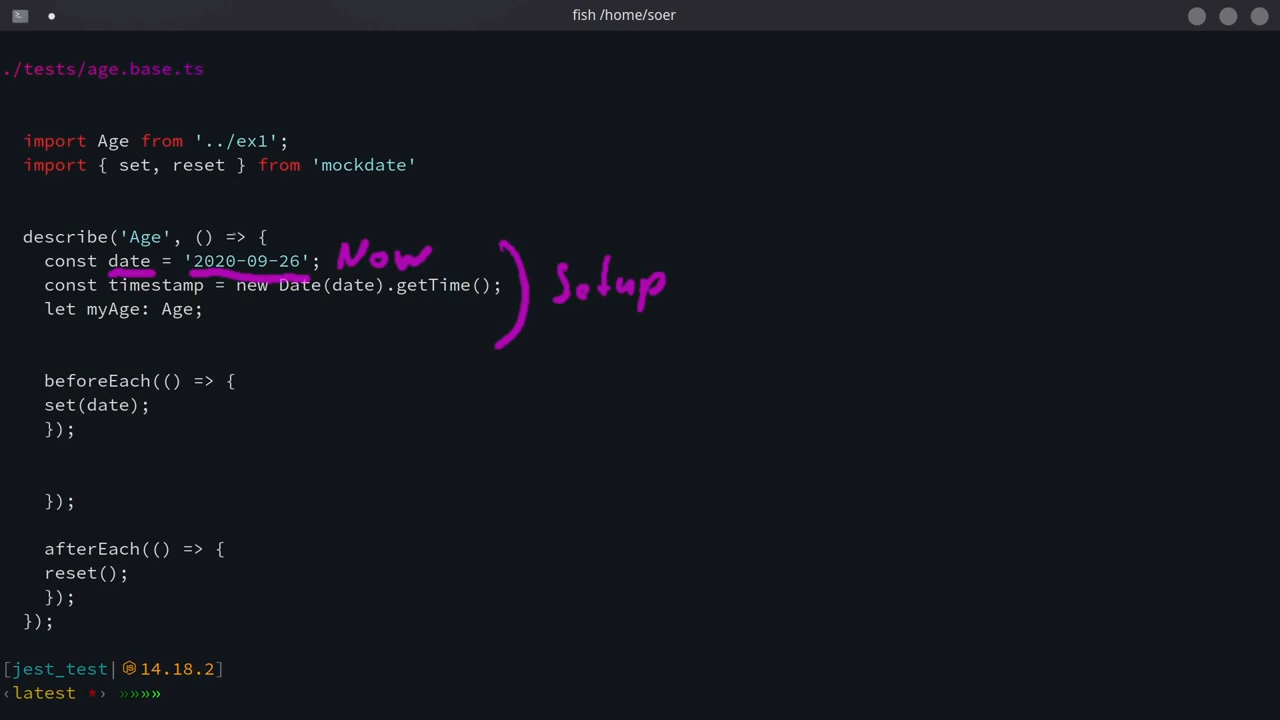 fish /home/soer
./tests/age.base.ts
import Age from '../ex1';
import { set, reset } from 'mockdate'
describe('Age', () => {
const date = '2020-09-26'; Now
const timestamp = new Date(date).getTime(); Setup
let myAge: Age;
beforeEach(() => {
set(date);
});
});
afterEach(() => {
reset();
});
});
[jest_test|14.18.2]
‹latest *› »»»»